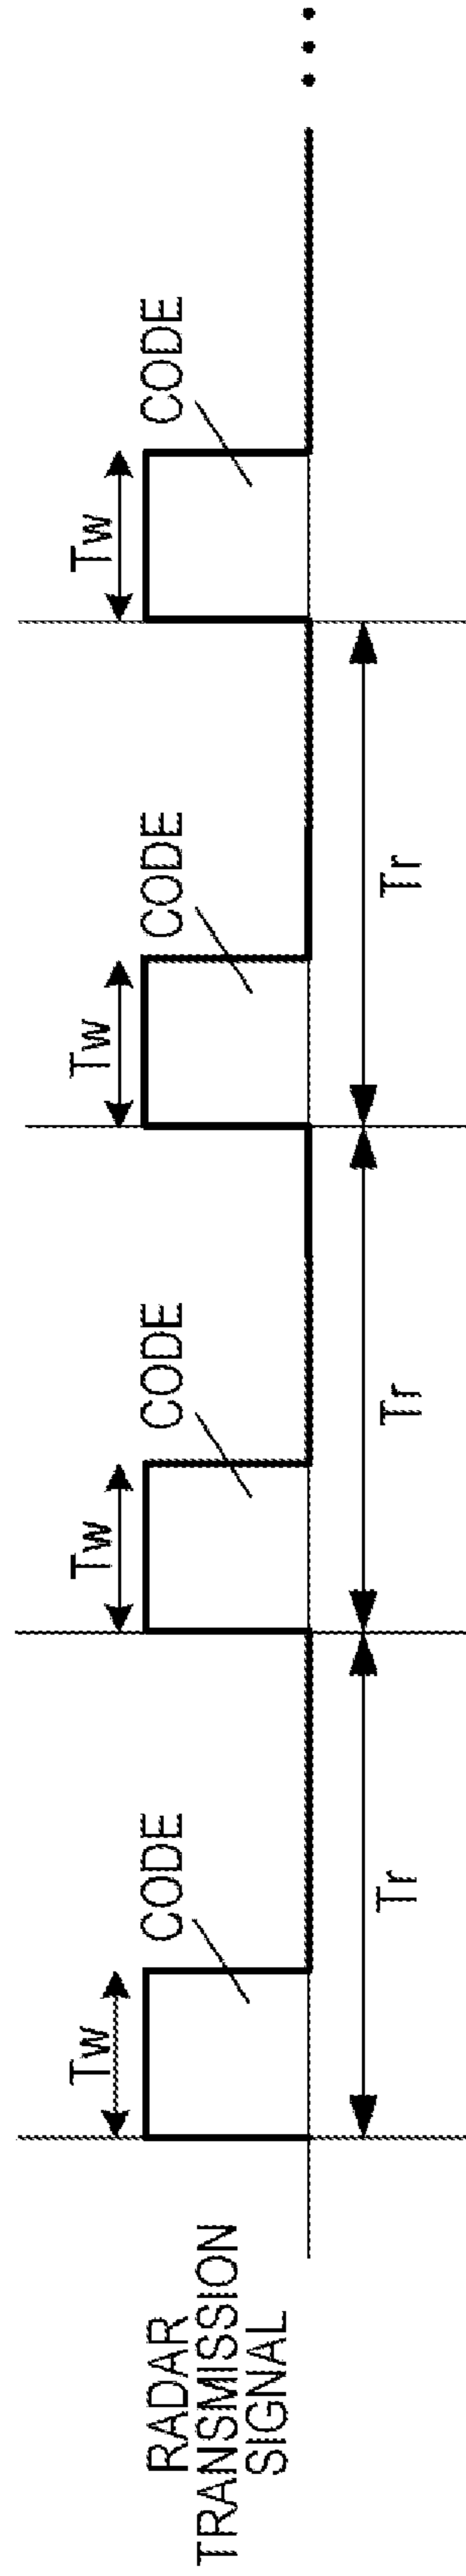 RADAR
TRANSMISSION
SIGNAL
Tw
CODE
Tr
Tw
CODE
Tr
Tw
CODE
Tr
Tw
CODE